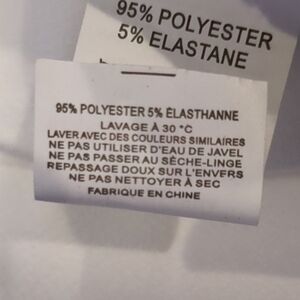 95% POLYESTER
5% ELASTANE
95% POLYESTER 5% ÉLASTHANNE
LAVAGE À 30 °C
LAVER AVEC DES COULEURS SIMILAIRES
NE PAS UTILISER D'EAU DE JAVEL
NE PAS PASSER AU SÈCHE-LINGE
REPASSAGE DOUX SUR L'ENVERS
NE PAS NETTOYER À SEC
FABRIQUE EN CHINE